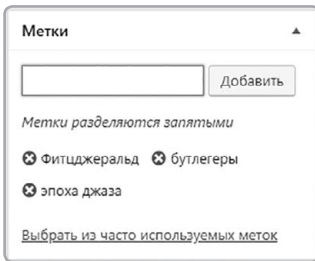 Метки
Добавить
Метки разделяются запятыми
Фитцджеральд бутлегеры
эпоха джаза
Выбрать из часто используемых меток